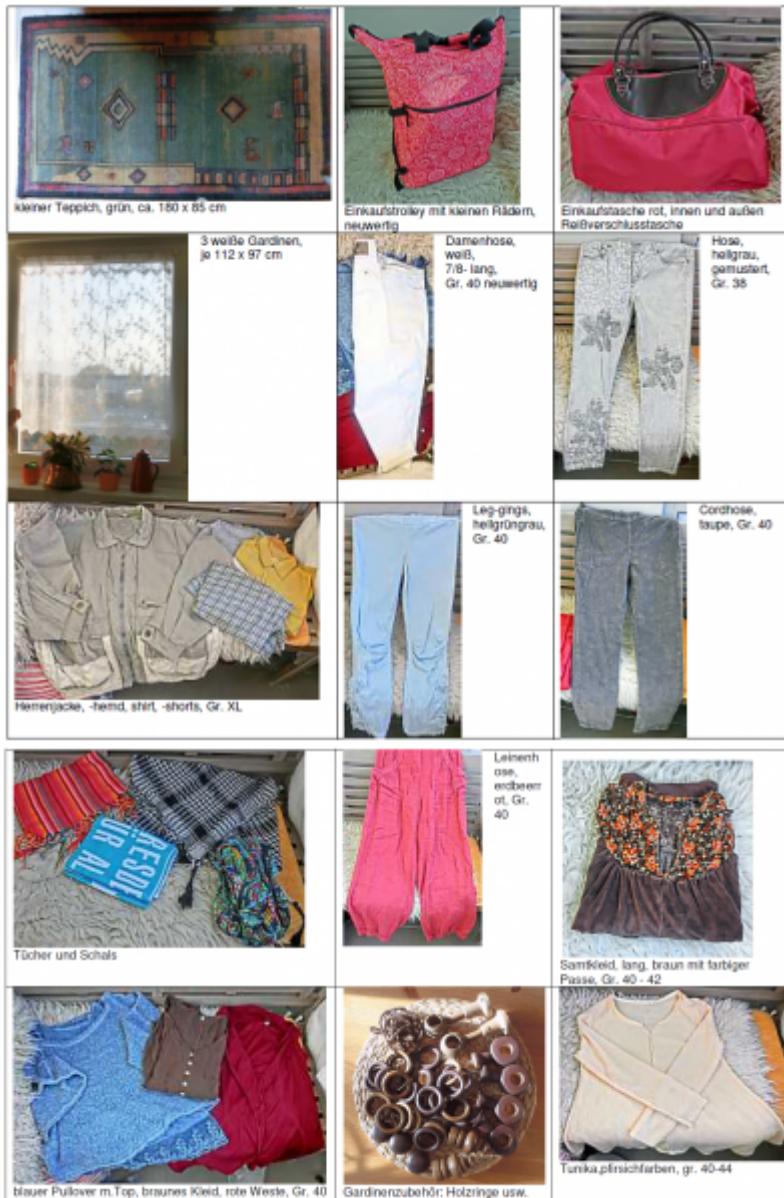 kleiner Teppich, grün, ca. 180 x 85 cm
Einkaufstrolley mit kleinen Rädern,
neuwertig
Einkaufstasche rot, innen und außen
Reißverschlusstasche
3 weiße Gardinen,
je 112 x 97 cm
Damenhose,
weiß,
7/8- lang,
Gr. 40 neuwertig
Hose,
hellgrau,
gemustert,
Gr. 38
Herrenjacke, -hemd, shirt, -shorts, Gr. XL
Leg-gings,
hellgrüngrau,
Gr. 40
Cordhose,
taupe, Gr. 40
RESDE
ÜR AL
Tücher und Schals
Leinenh
ose,
erdbeerr
ot, Gr.
40
Samtkleid, lang, braun mit farbiger
Passe, Gr. 40 - 42
blauer Pullover m.Top, braunes Kleid, rote Weste, Gr. 40
Gardinenzubehör: Holzringe usw.
Tunika,pfirsichfarben, gr. 40-44